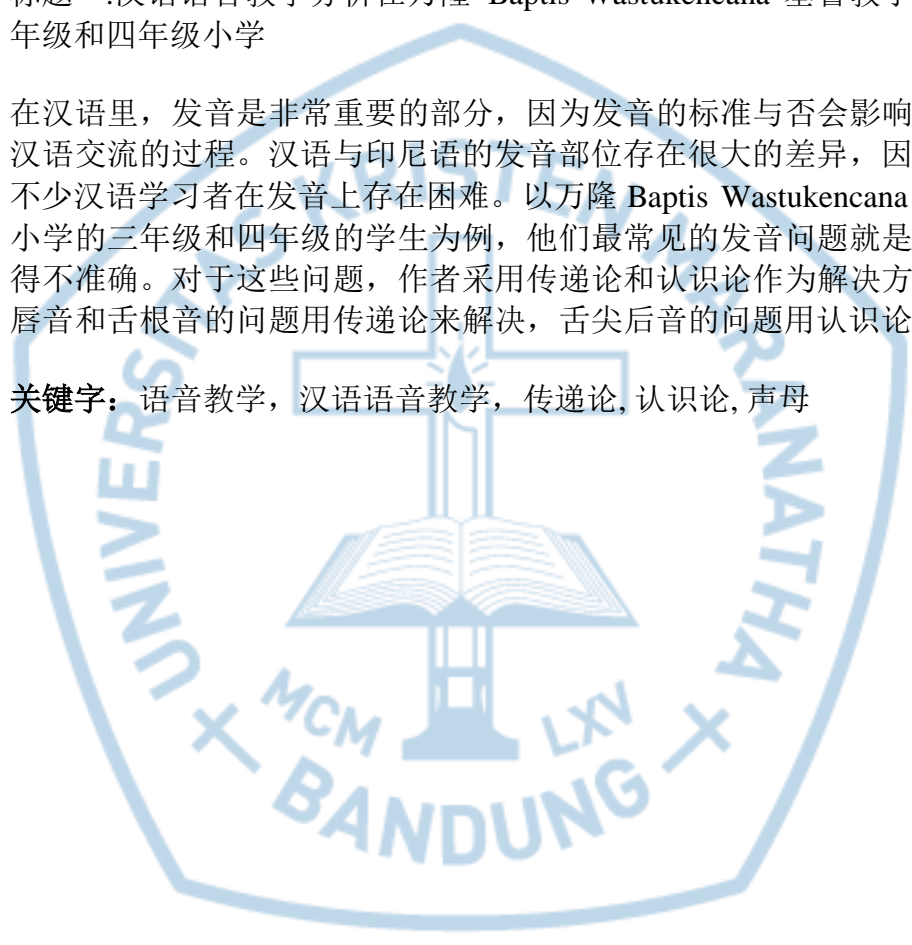 标题 :汉语语音教学分析在万隆 Baptis Wastukencana 基督教小学
年级和四年级小学
在汉语里，发音是非常重要的部分，因为发音的标准与否会影响
汉语交流的过程。汉语与印尼语的发音部位存在很大的差异，因
不少汉语学习者在发音上存在困难。以万隆 Baptis Wastukencana
小学的三年级和四年级的学生为例，他们最常见的发音问题就是
得不准确。对于这些问题，作者采用传递论和认识论作为解决方
唇音和舌根音的问题用传递论来解决，舌尖后音的问题用认识论
关键字：语音教学，汉语语音教学，传递论, 认识论, 声母
UNIVERSITAS KRISTEN MARANATHA
MCM LXV
BANDUNG